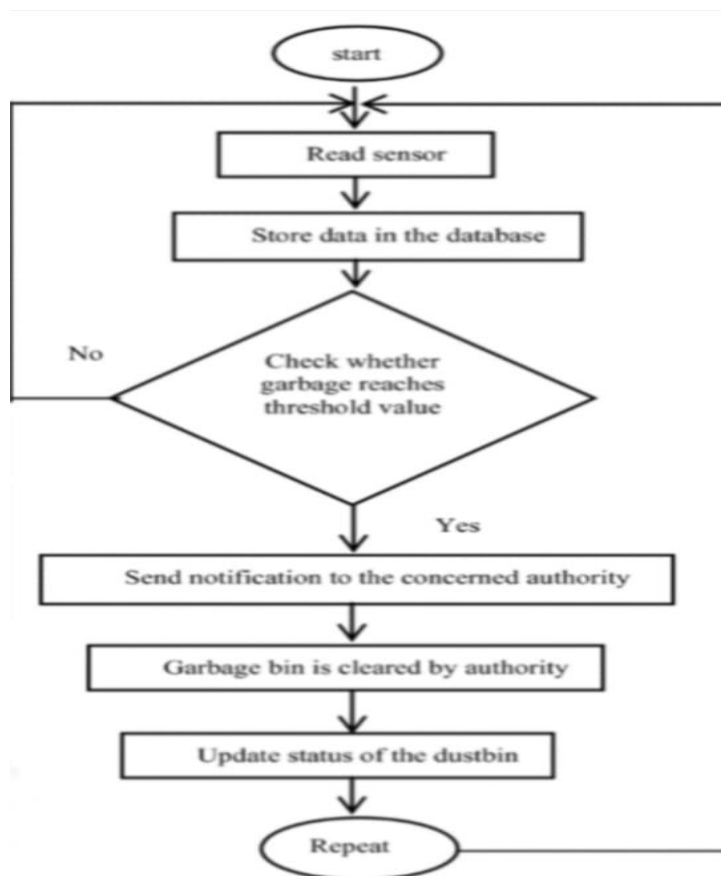 start
Read sensor
Store data in the database
No
Check whether
garbage reaches
threshold value
Yes
Send notification to the concerned authority
Garbage bin is cleared by authority
Update status of the dustbin
Repeat